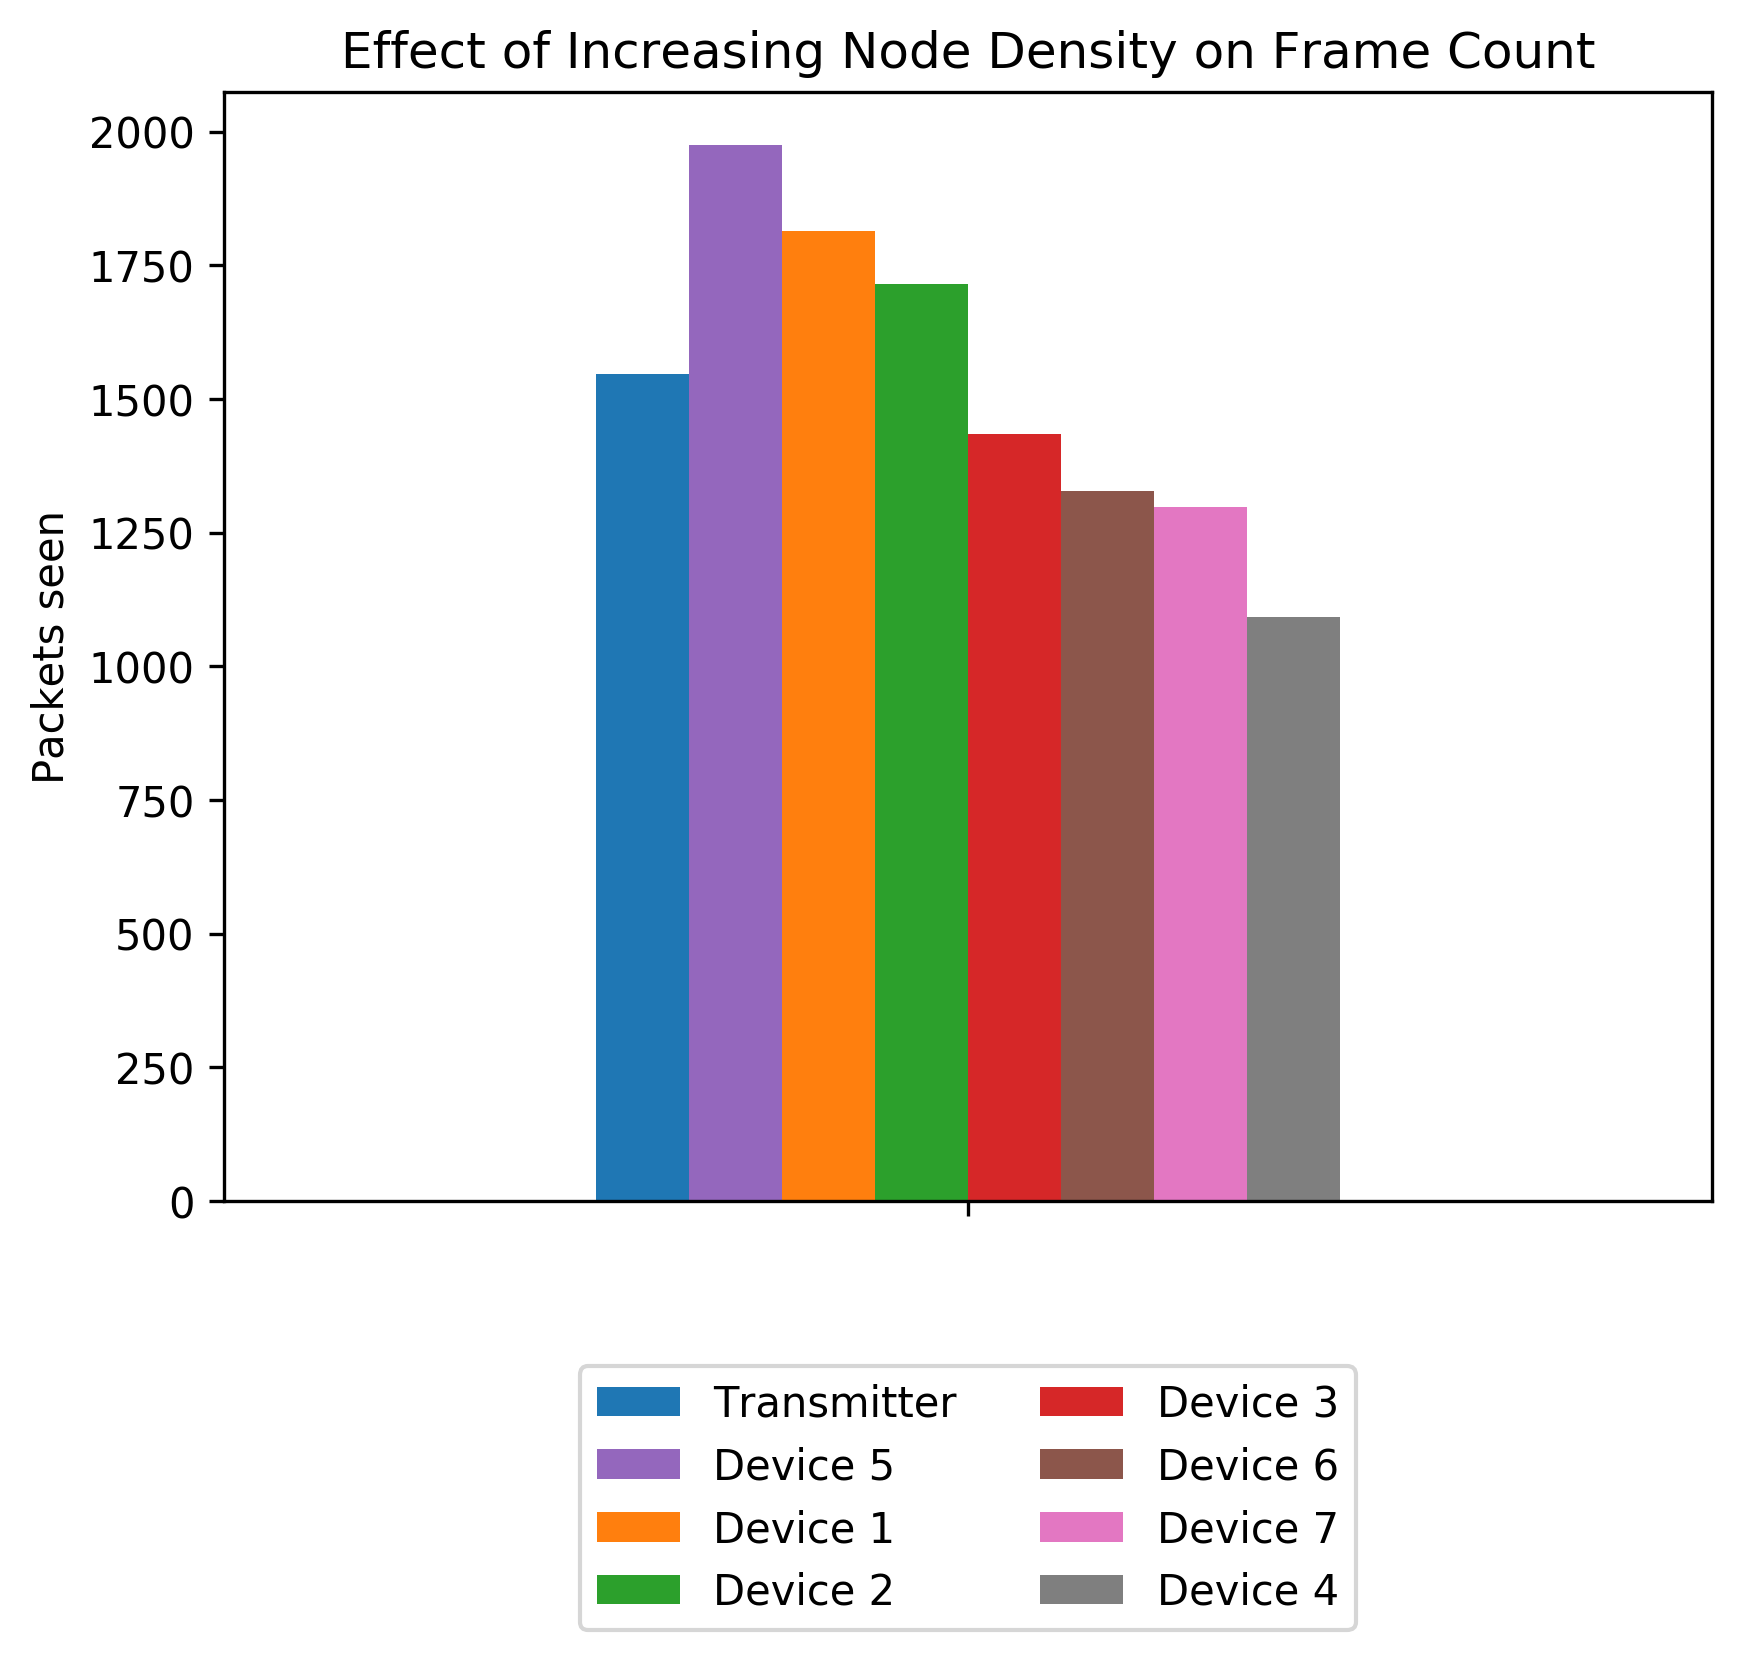 Effect of Increasing Node Density on Frame Count
2000
1750
1500
1250
1000
750
500
250
0
Packets seen
Transmitter
Device 5
Device 1
Device 2
Device 3
Device 6
Device 7
Device 4